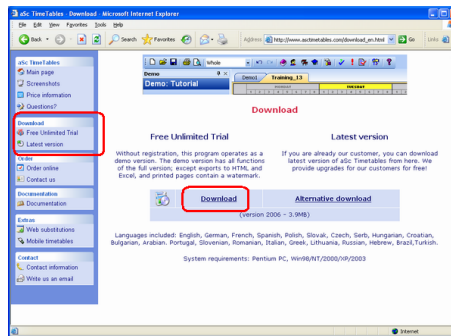 aSc TimeTables - Download - Microsoft Internet Explorer
File Edit View Favorites Tools Help
Back Search Favorites Address http://www.asctimetables.com/download_en.html Go Links
aSc TimeTables
Main page
Screenshots
Price information
Questions?
Download
Free Unlimited Trial
Latest version
Order
Order online
Contact us
Documentation
Documentation
Extras
Web substitutions
Mobile timetables
Contact
Contact information
Write us an email
Whole
Demo
Demo: Tutorial
Demo1 Training_13
TUESDAY
Download
Free Unlimited Trial
Without registration, this program operates as a
demo version. The demo version has all functions
of the full version; except exports to HTML and
Excel, and printed pages contain a watermark.
Latest version
If you are already our customer, you can download
latest version of aSc Timetables from here. We
provide upgrades for our customers for free!
Download Alternative download
(version 2006 - 3.9MB)
Languages included: English, German, French, Spanish, Polish, Slovak, Czech, Serb, Hungarian, Croatian,
Bulgarian, Arabian. Portugal, Slovenian, Romanian, Italian, Greek, Lithuania, Russian, Hebrew, Brazil,Turkish.
System requirements: Pentium PC, Win98/NT/2000/XP/2003
Internet